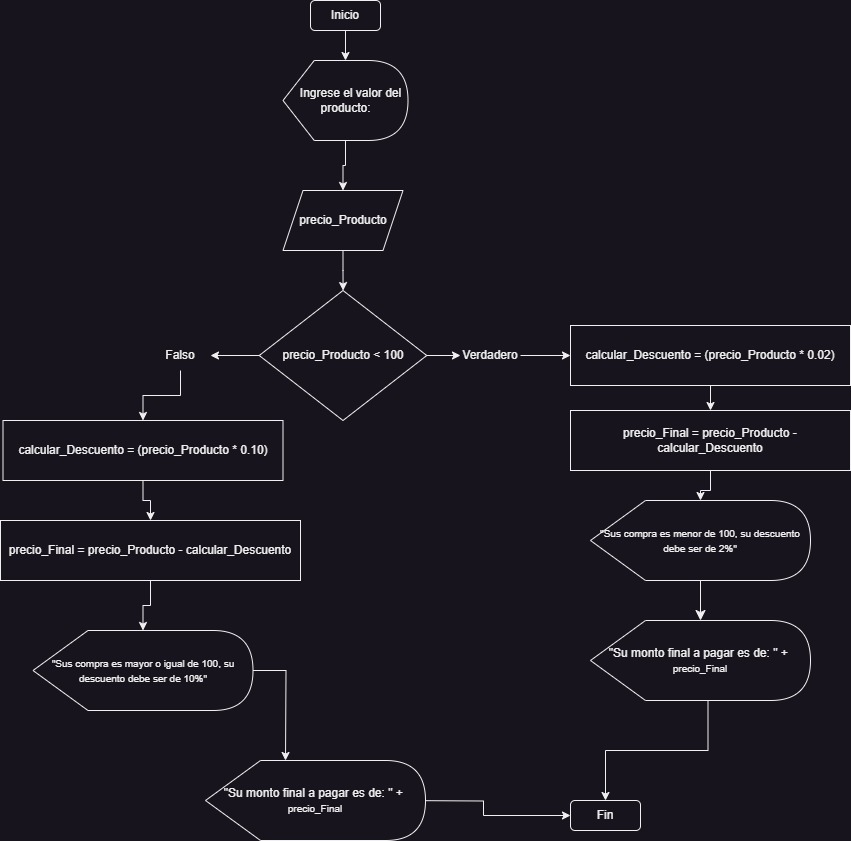 Inicio
Ingrese el valor del
producto:
precio_Producto
precio_Producto < 100
Falso
Verdadero
calcular_Descuento = (precio_Producto * 0.02)
precio_Final = precio_Producto -
calcular_Descuento
"Sus compra es menor de 100, su descuento
debe ser de 2%"
"Su monto final a pagar es de: " +
precio_Final
calcular_Descuento = (precio_Producto * 0.10)
precio_Final = precio_Producto - calcular_Descuento
"Sus compra es mayor o igual de 100, su
descuento debe ser de 10%"
"Su monto final a pagar es de: " +
precio_Final
Fin